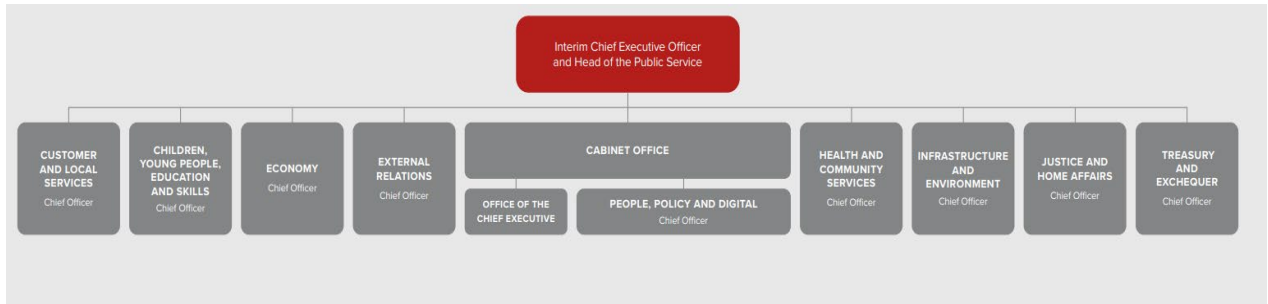 Interim Chief Executive Officer
and Head of the Public Service
CUSTOMER
AND LOCAL
SERVICES
Chief Officer
CHILDREN,
YOUNG PEOPLE,
EDUCATION
AND SKILLS
Chief Officer
ECONOMY
Chief Officer
EXTERNAL
RELATIONS
Chief Officer
CABINET OFFICE
OFFICE OF THE
CHIEF EXECUTIVE
PEOPLE, POLICY AND DIGITAL
Chief Officer
HEALTH AND
COMMUNITY
SERVICES
Chief Officer
INFRASTRUCTURE
AND
ENVIRONMENT
Chief Officer
JUSTICE AND
HOME AFFAIRS
Chief Officer
TREASURY
AND
EXCHEQUER
Chief Officer